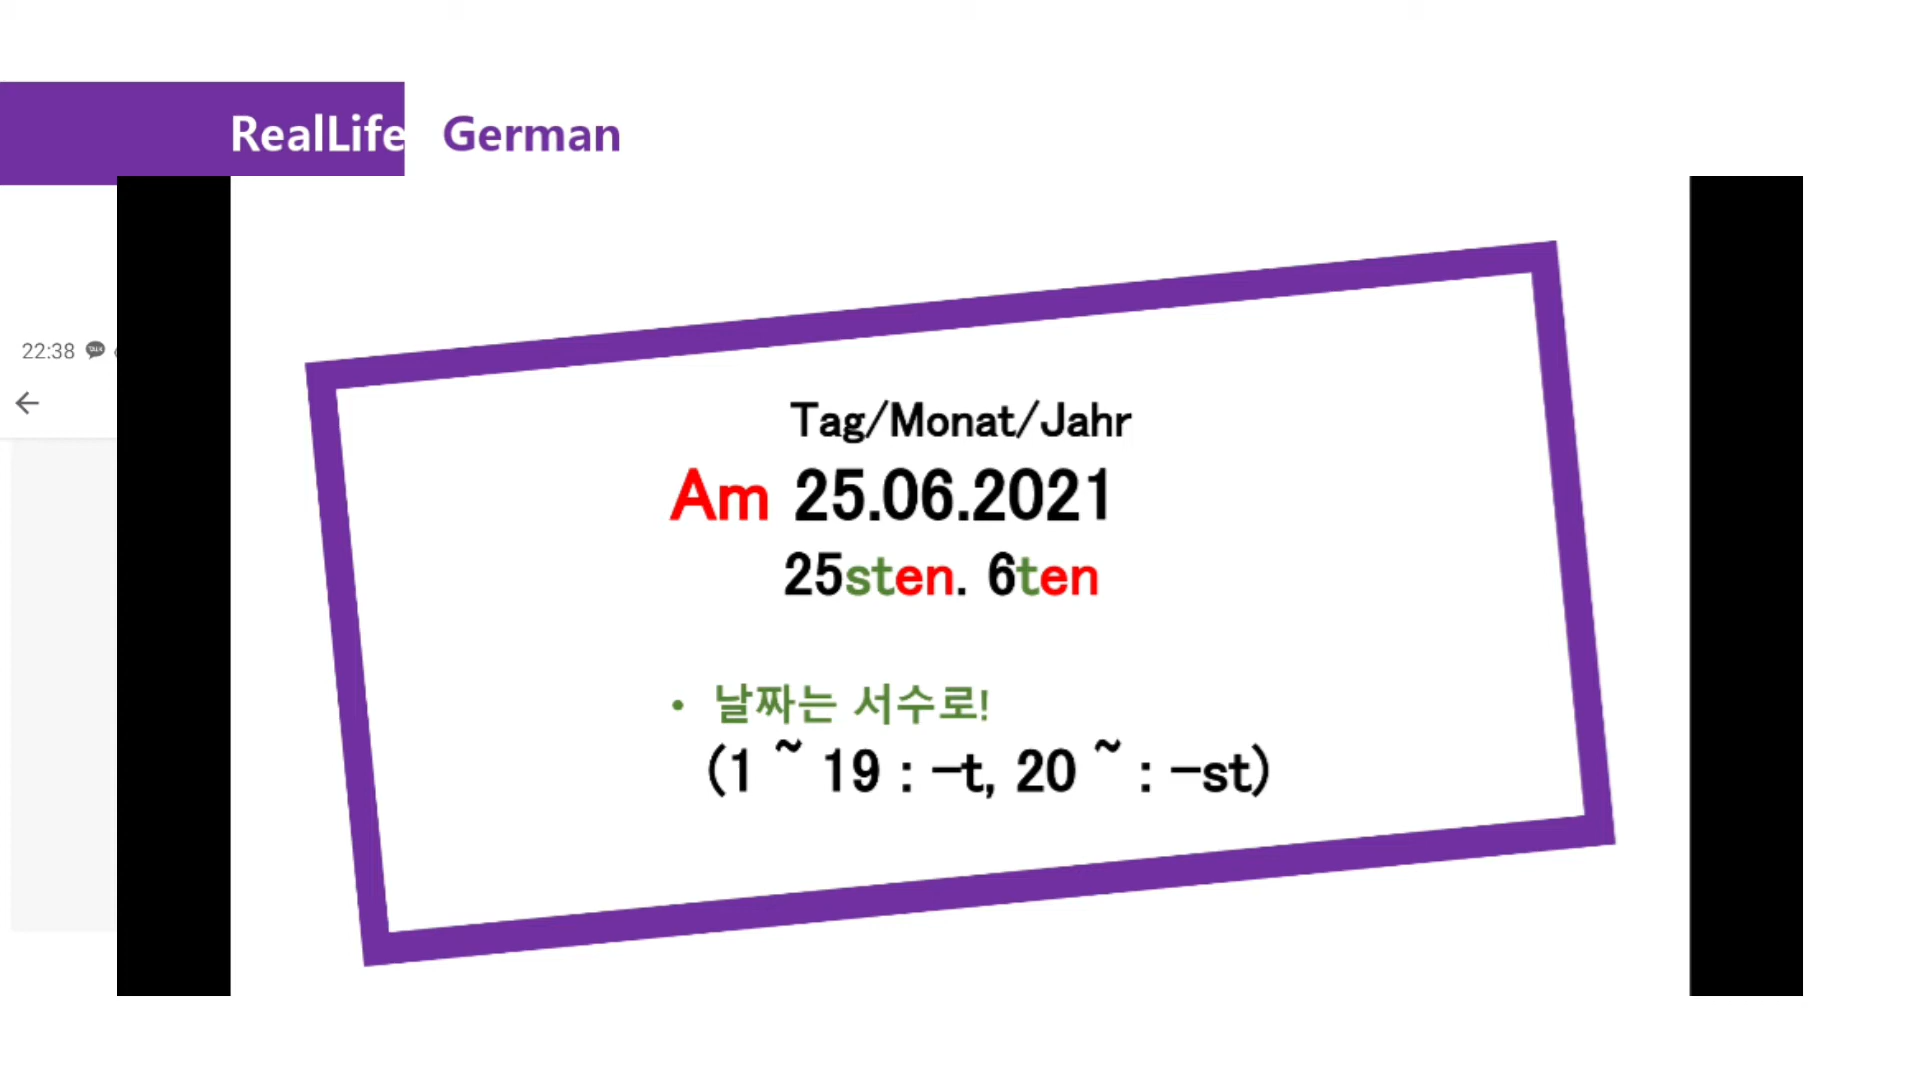 RealLife German
22:38
Tag/Monat/Jahr
Am 25.06.2021
25sten. 6ten
• 날짜는 서수로!
(1 ~ 19 : -t, 20 ~ : -st)